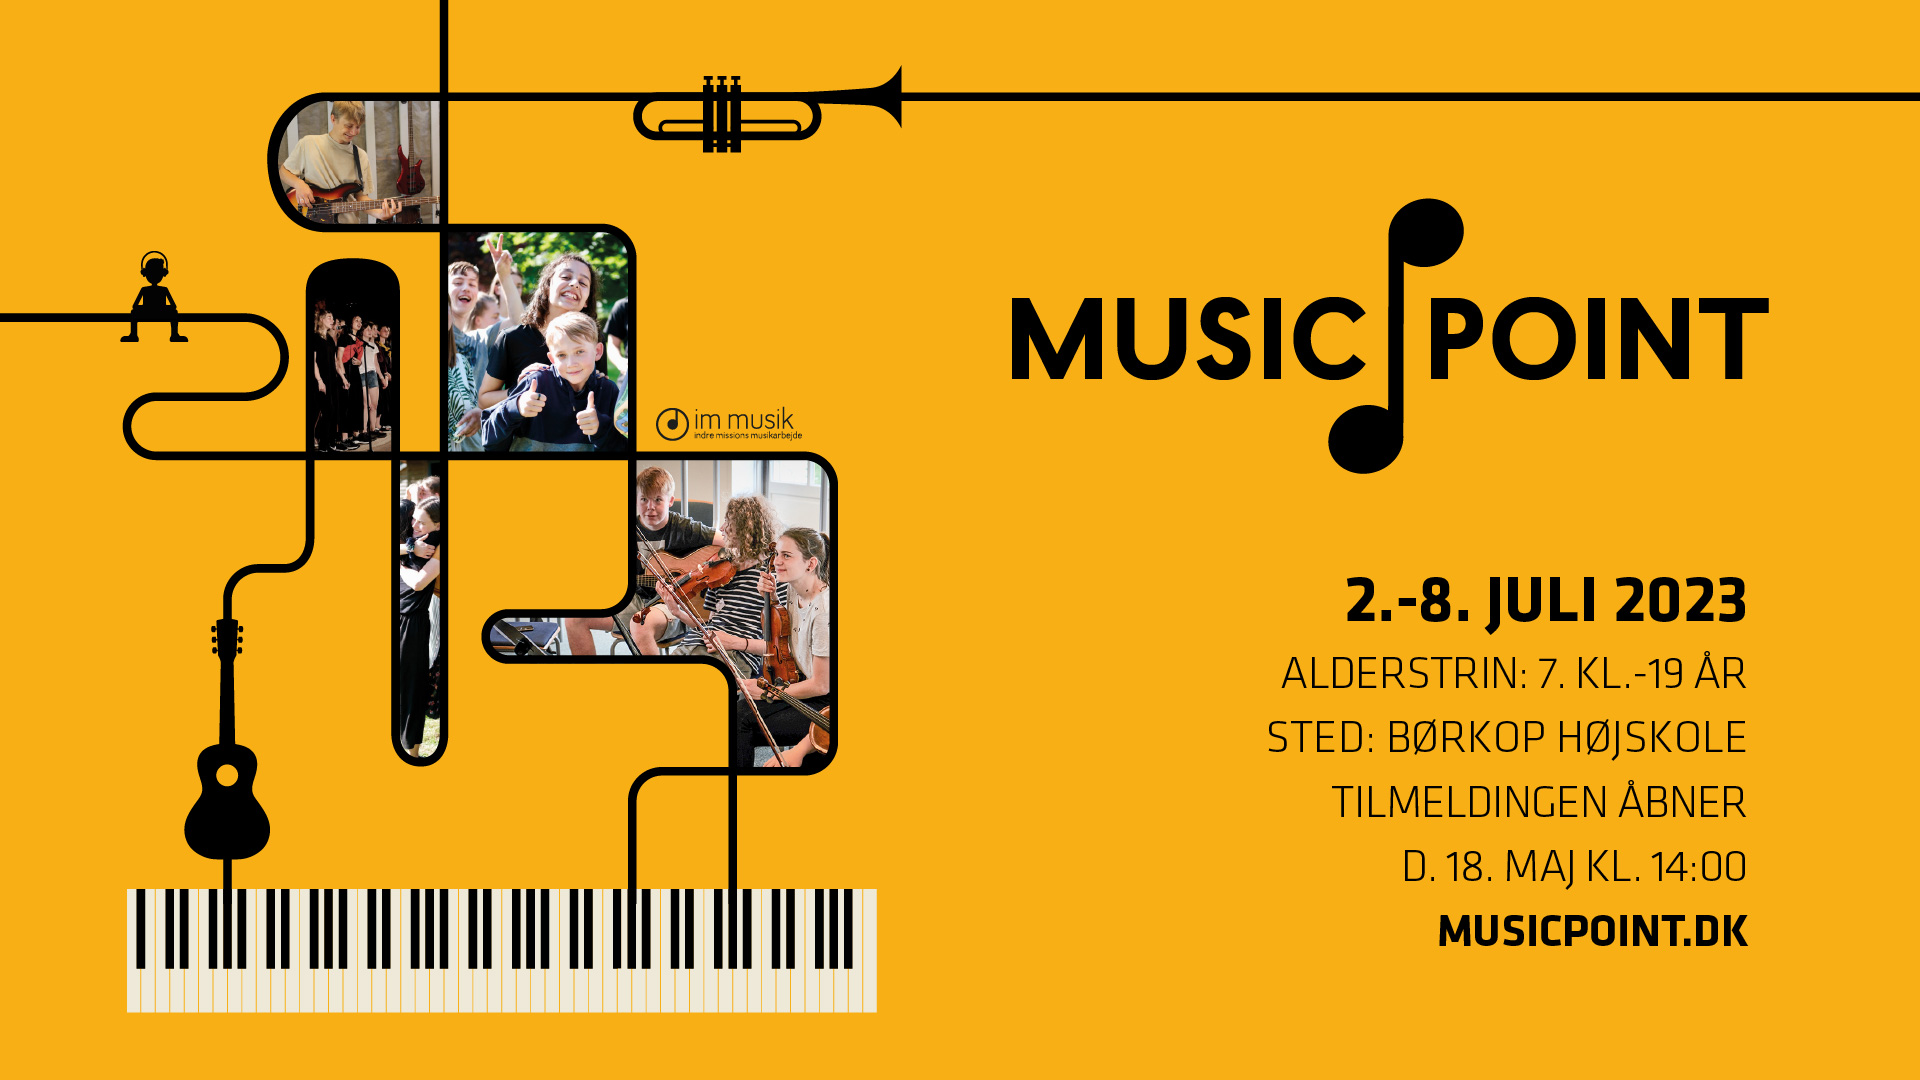 im musik
indre missions musikarbejde
MUSIC POINT
2.-8. JULI 2023
ALDERSTRIN: 7. KL.-19 ÅR
STED: BØRKOP HØJSKOLE
TILMELDINGEN ÅBNER
D. 18. MAJ KL. 14:00
MUSICPOINT.DK